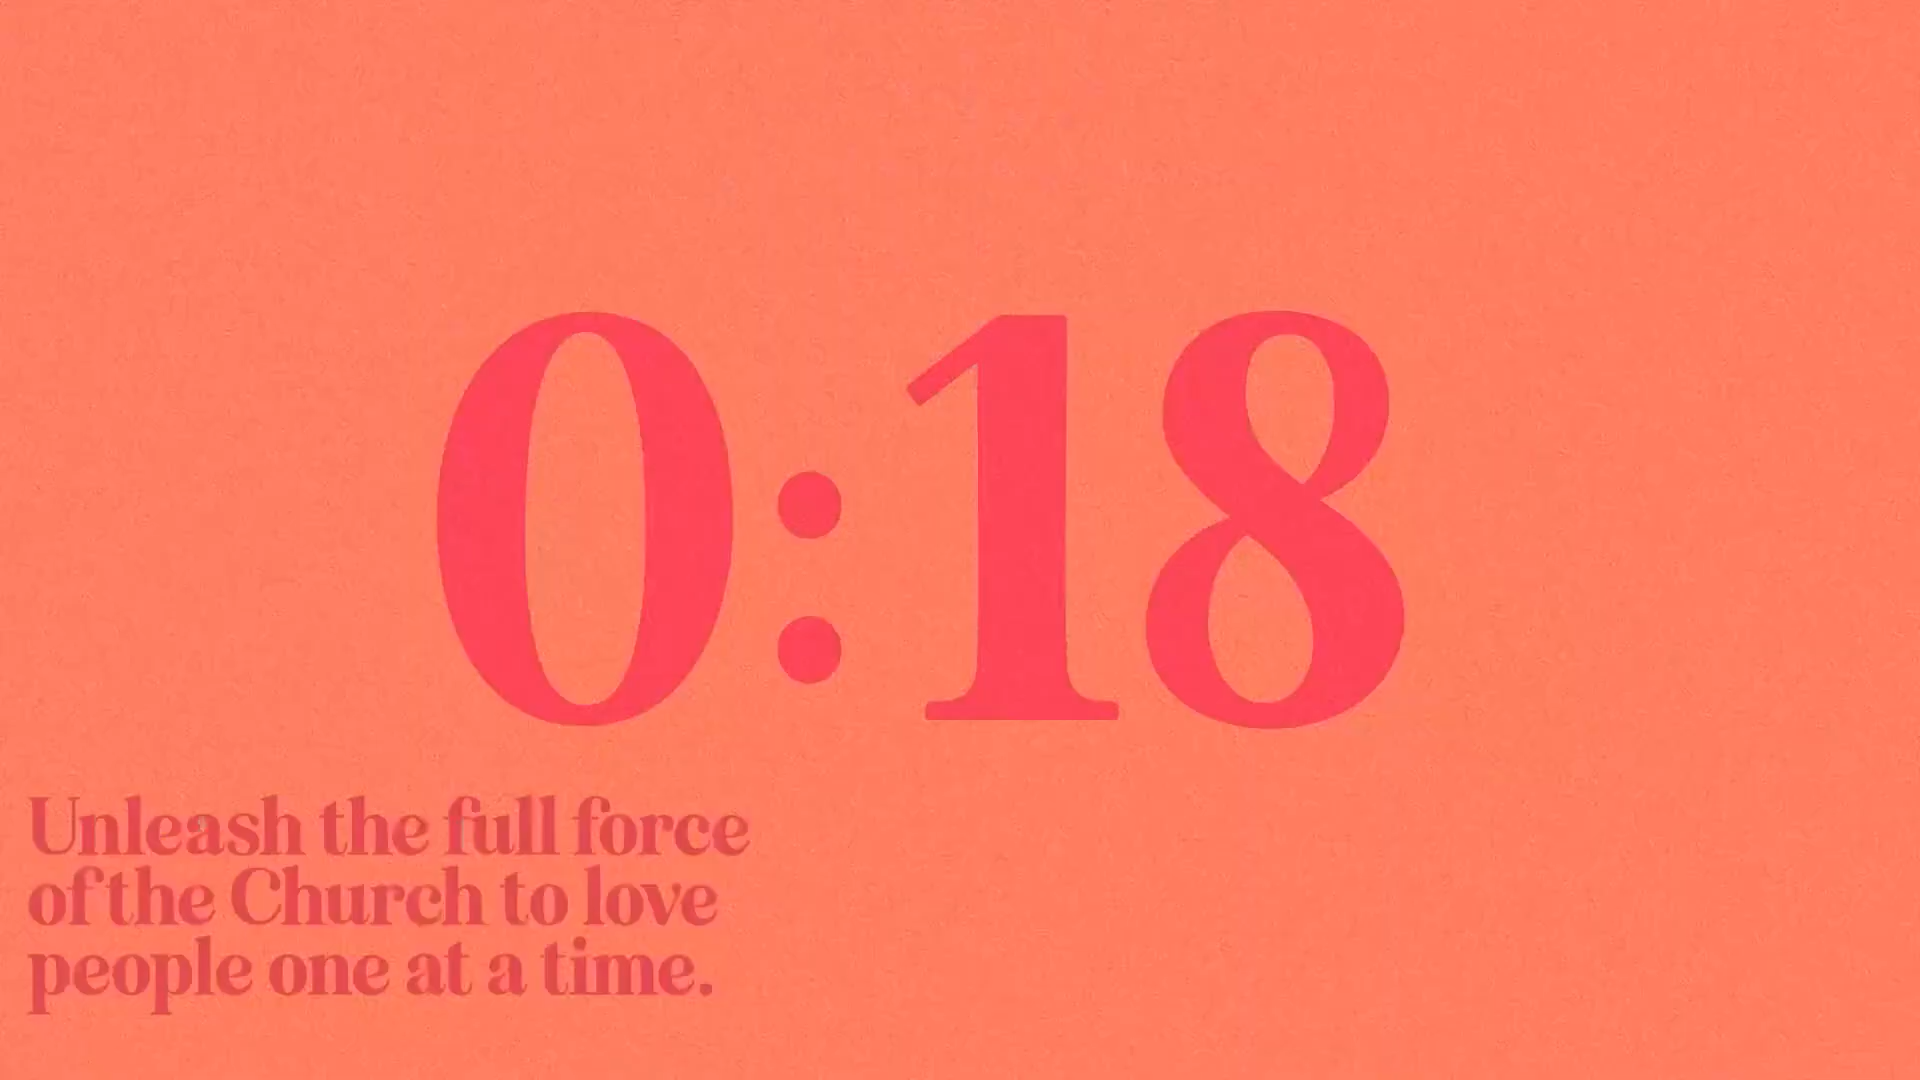 0:18
Unleash the full force
of the Church to love
people one at a time.